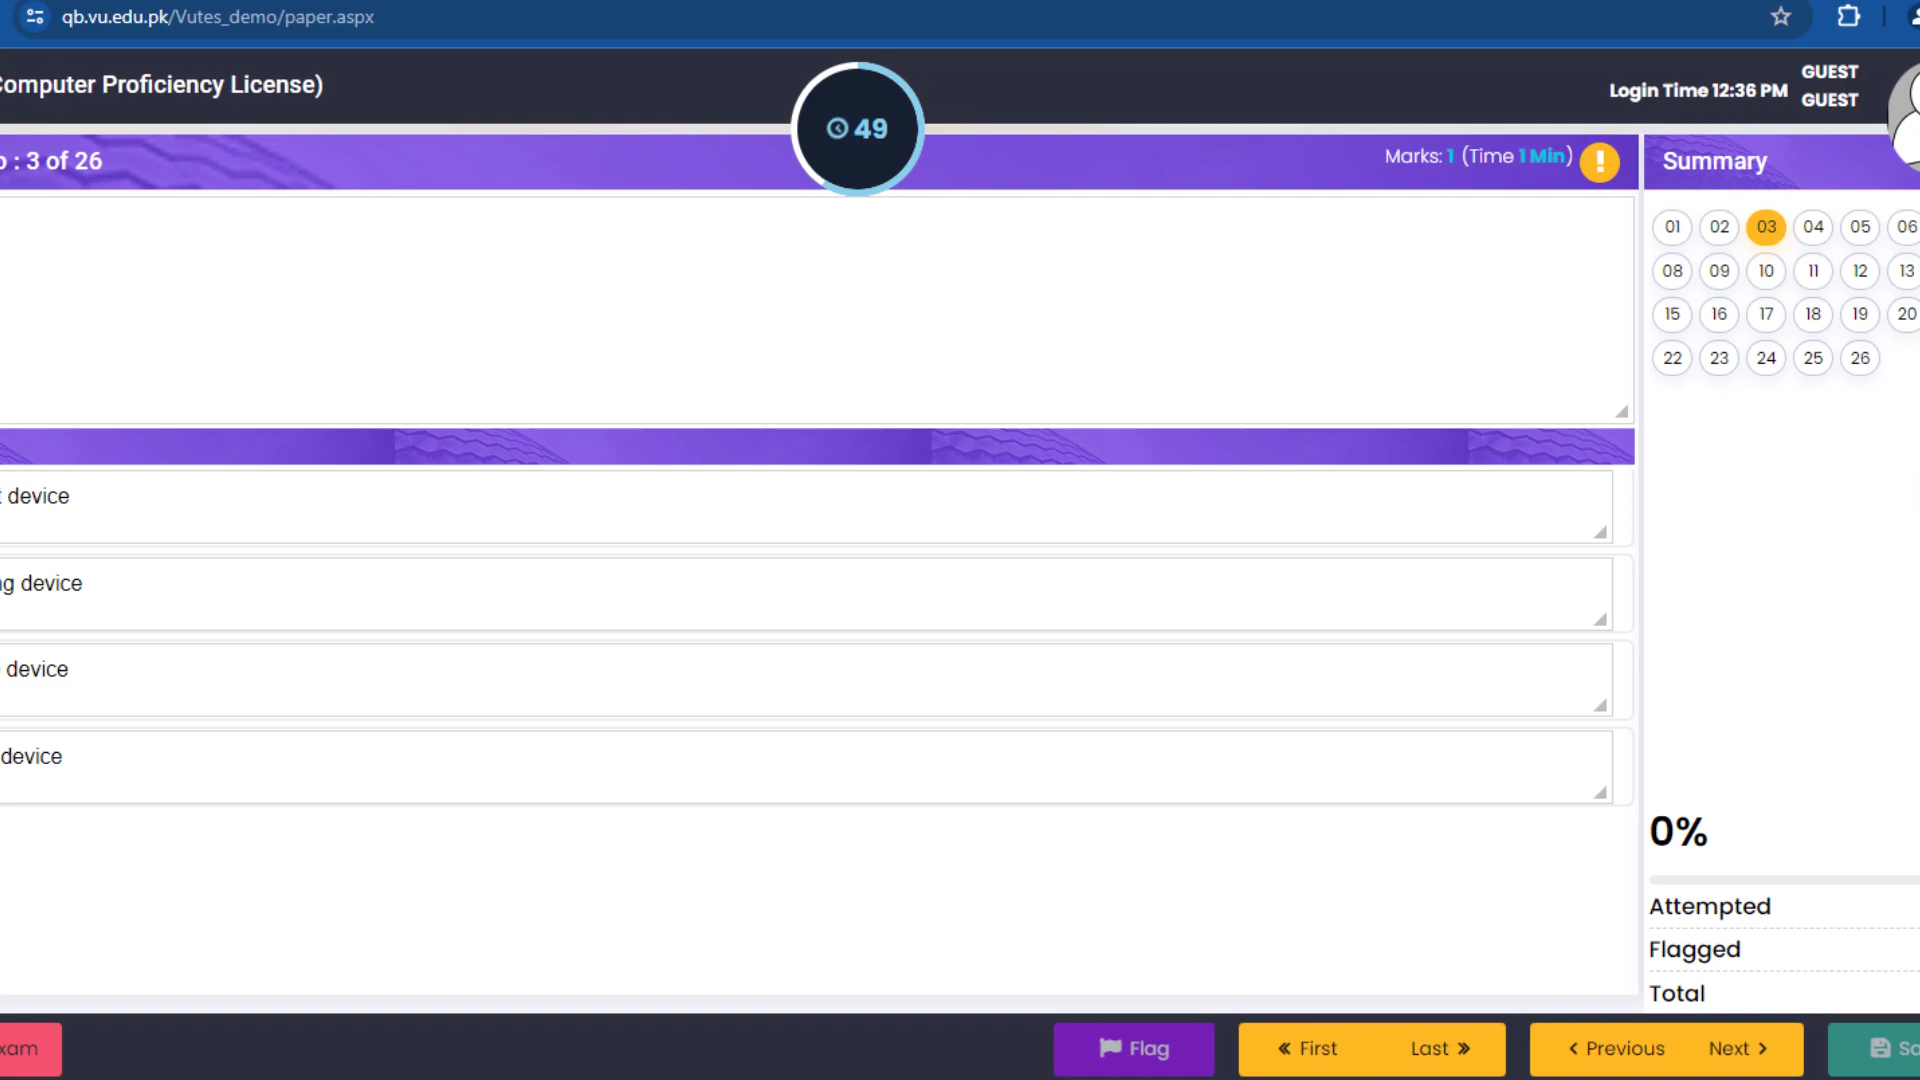 qb.vu.edu.pk/Vutes_demo/paper.aspx
Computer Proficiency License)
49
Login Time 12:36 PM
GUEST
GUEST
: 3 of 26
Marks: 1 (Time 1 Min)
Summary
01 02 03 04 05 06
08 09 10 11 12 13
15 16 17 18 19 20
22 23 24 25 26
device
device
device
device
0%
Attempted
Flagged
Total
Flag
« First
Last »
< Previous
Next >